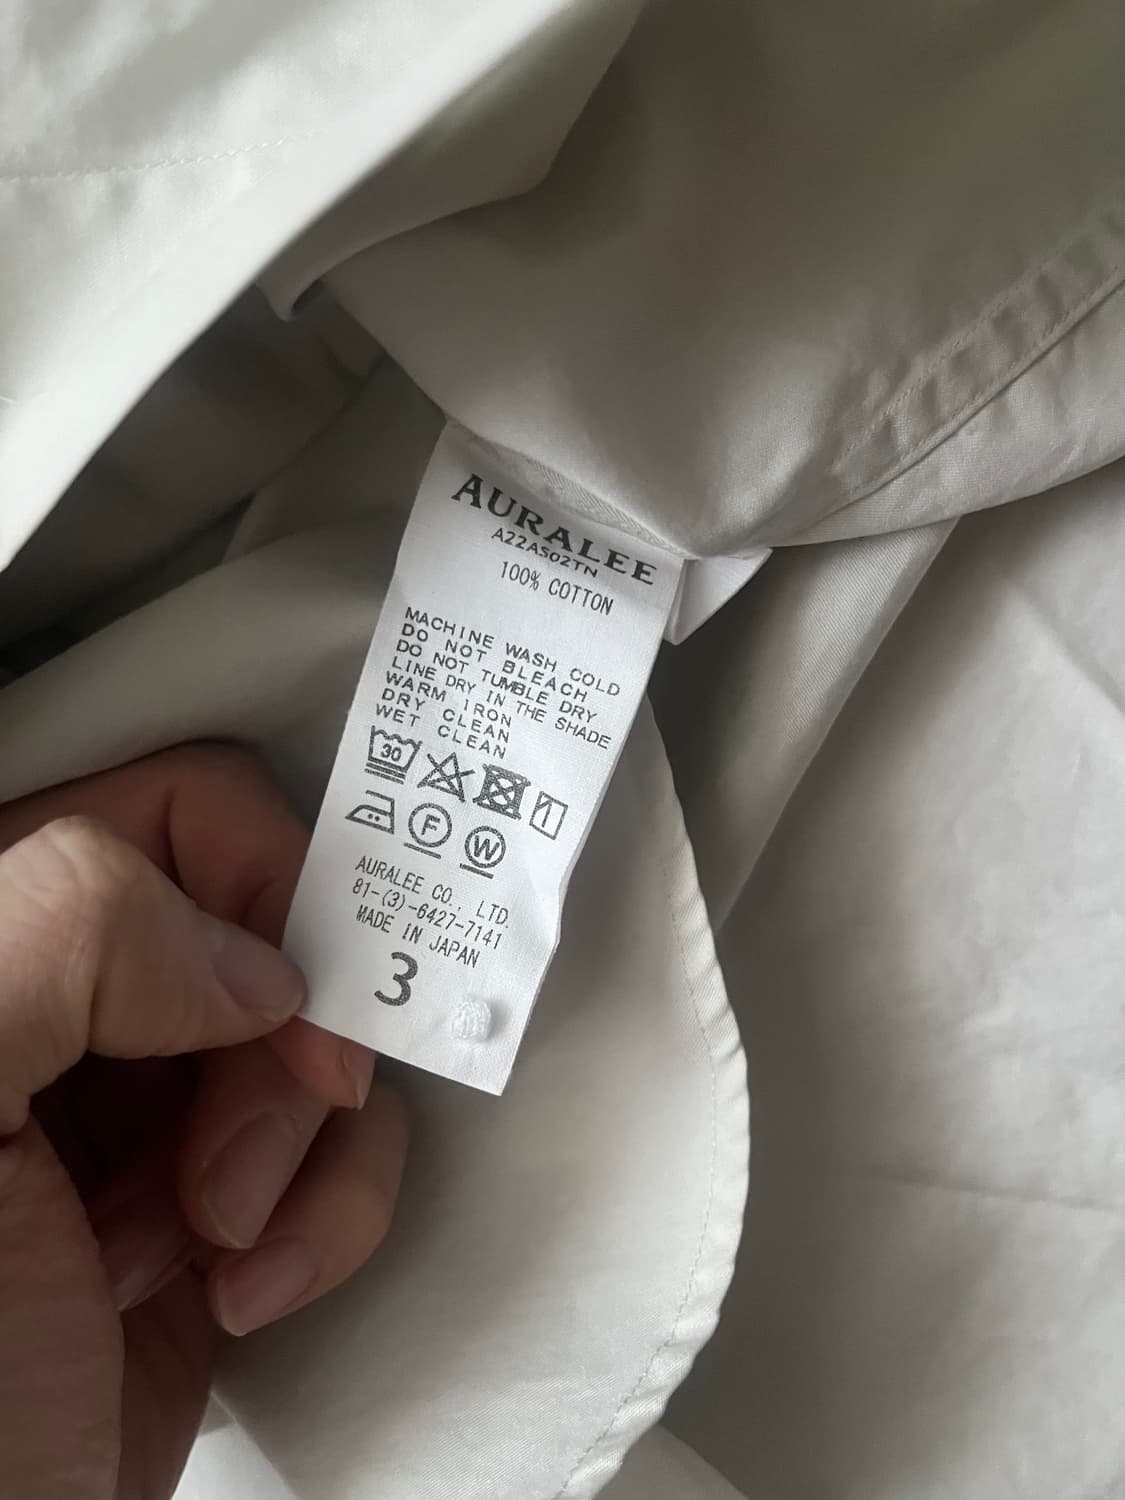 AURALEE
A22AS02TN
100% COTTON
MACHINE WASH COLD
DO NOT BLEACH
DO NOT TUMBLE DRY
LINE DRY IN THE SHADE
WARM IRON
DRY CLEAN
WET CLEAN
30
F W
AURALEE CO., LTD.
81-(3)-6427-7141
MADE IN JAPAN
3